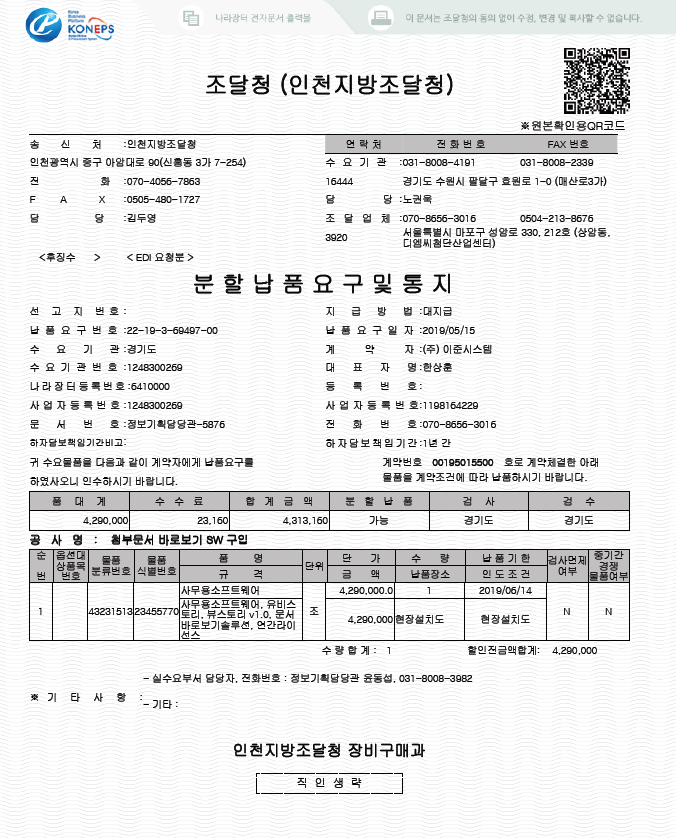 Korea
Business
Platform
KONEPS
나라장터 전자문서 출력물
이 문서는 조달청의 동의 없이 수정, 변경 및 복사할 수 없습니다.
조달청 (인천지방조달청)
※원본확인용QR코드
송 신 처 :인천지방조달청
인천광역시 중구 아암대로 90(신흥동 3가 7-254)
전 화 :070-4056-7863
F A X :0505-480-1727
담 당 :김두영
연 락 처 전 화 번 호 FAX 번호
수 요 기 관 :031-8008-4191 031-8008-2339
16444 경기도 수원시 팔달구 효원로 1-0 (매산로3가)
담 당 :노권욱
조 달 업 체 :070-8656-3016 0504-213-8676
3920 서울특별시 마포구 성암로 330, 212호 (상암동,
디엠씨첨단산업센터)
<후징수 > < EDI 요청분 >
분 할 납 품 요 구 및 통 지
선 고 지 번 호 : 지 급 방 법 :대지급
납 품 요 구 번 호 :22-19-3-69497-00 납 품 요 구 일 자 :2019/05/15
수 요 기 관 :경기도 계 약 자 :(주) 이준시스템
수 요 기 관 번 호 :1248300269 대 표 자 명 :한상훈
나라장터등록번호 :6410000 등 록 번 호 :
사 업 자 등 록 번 호 :1248300269 사 업 자 등 록 번 호 :1198164229
문 서 번 호 :정보기획담당관-5876 전 화 번 호 :070-8656-3016
하자담보책임기간비고: 하자담보책임기간 :1년 간
귀 수요물품을 다음과 같이 계약자에게 납품요구를
하였사오니 인수하시기 바랍니다.
계약번호 00195015500 호로 계약체결한 아래
물품을 계약조건에 따라 납품하시기 바랍니다.
품 대 계 수 수 료 합 계 금 액 분 할 납 품 검 사 검 수
4,290,000 23,160 4,313,160 가능 경기도 경기도
공 사 명 : 첨부문서 바로보기 SW 구입
순
번
옵션대
상품목
번호
물품
분류번호
물품
식별번호
품 명
규 격
단위
단 가
금 액
수 량
납품장소
납 품 기 한
인 도 조 건
검사면제
여부
중기간
경쟁
물품여부
1 43231513 23455770
사무용소프트웨어
사무용소프트웨어, 유비스
토리, 뷰스토리 v1.0, 문서
바로보기솔루션, 연간라이
선스
조
4,290,000.0 1 2019/06/14
4,290,000 현장설치도 현장설치도
N N
수 량 합 계 : 1 할인전금액합계: 4,290,000
※ 기 타 사 항 :
- 실수요부서 담당자, 전화번호 : 정보기획담당관 윤동섭, 031-8008-3982
- 기타 :
인천지방조달청 장비구매과
직 인 생 략